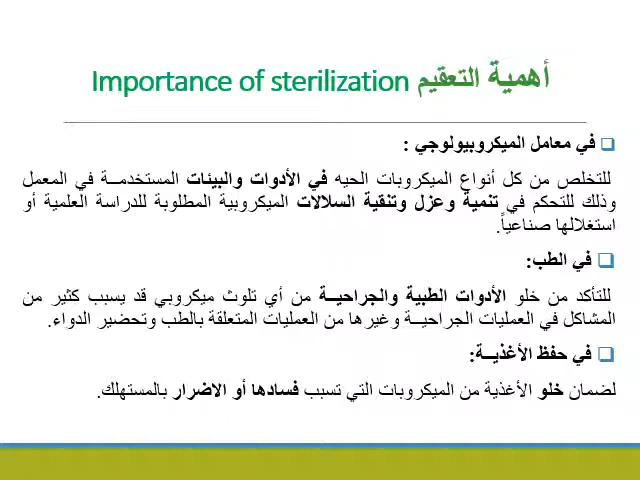 أهمية التعقيم Importance of sterilization
في معامل الميكروبيولوجي :
للتخلص من كل أنواع الميكروبات الحيه في الأدوات والبينات المستخدمــة في المعمل
وذلك للتحكم في تنمية وعزل وتنقية السلالات الميكروبية المطلوبة للدراسة العلمية أو
استغلالها صناعياً.
في الطب:
للتأكد من خلو الأدوات الطبية والجراحيــة من أي تلوث ميكروبي قد يسبب كثير من
المشاكل في العمليات الجراحيــة وغيرها من العمليات المتعلقة بالطب وتحضير الدواء.
في حفظ الأغذيــة:
لضمان خلو الأغذية من الميكروبات التي تسبب فسادها أو الاضرار بالمستهلك.